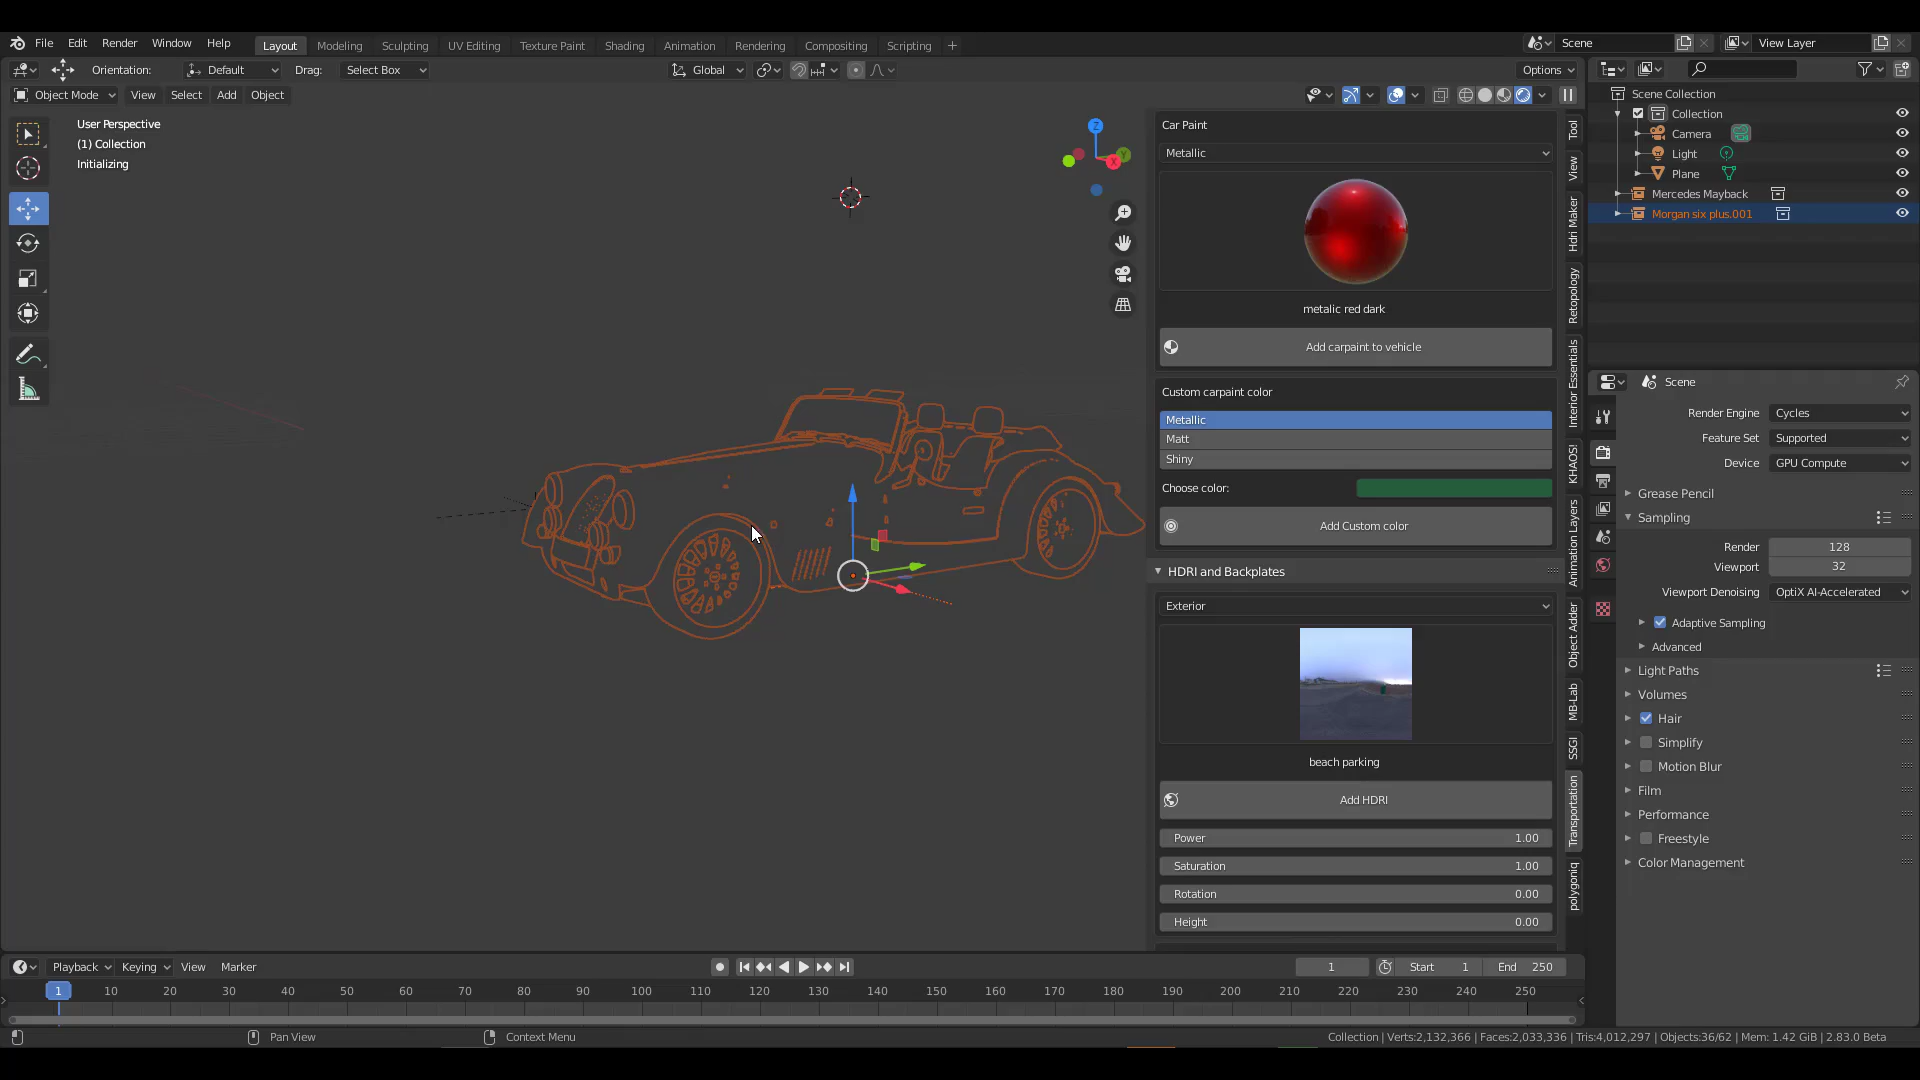 File Edit Render Window Help Layout Modeling Sculpting UV Editing Texture Paint Shading Animation Rendering Compositing Scripting Scene View Layer
Orientation: Default Drag: Select Box Global Options
Object Mode View Select Add Object
User Perspective
(1) Collection
Initializing
Car Paint
Metallic
metalic red dark
Add carpaint to vehicle
Custom carpaint color
Metallic
Matt
Shiny
Choose color:
Add Custom color
HDRI and Backplates
Exterior
beach parking
Add HDRI
Power 1.00
Saturation 1.00
Rotation 0.00
Height 0.00
Tool
View
Hdri Maker
Retopology
Interior Essentials
KHAOS!
Animation Layers
Object Adder
MB-Lab
SSGI
Transportation
polygoniq
Scene Collection
Collection
Camera
Light
Plane
Mercedes Mayback
Morgan six plus.001
Scene
Render Engine Cycles
Feature Set Supported
Device GPU Compute
Grease Pencil
Sampling
Render 128
Viewport 32
Viewport Denoising OptiX AI-Accelerated
Adaptive Sampling
Advanced
Light Paths
Volumes
Hair
Simplify
Motion Blur
Film
Performance
Freestyle
Color Management
Playback Keying View Marker 1 Start 1 End 250
1 10 20 30 40 50 60 70 80 90 100 110 120 130 140 150 160 170 180 190 200 210 220 230 240 250
Pan View Context Menu Collection | Verts:2,132,366 | Faces:2,033,336 | Tris:4,012,297 | Objects:36/62 | Mem: 1.42 GiB | 2.83.0 Beta